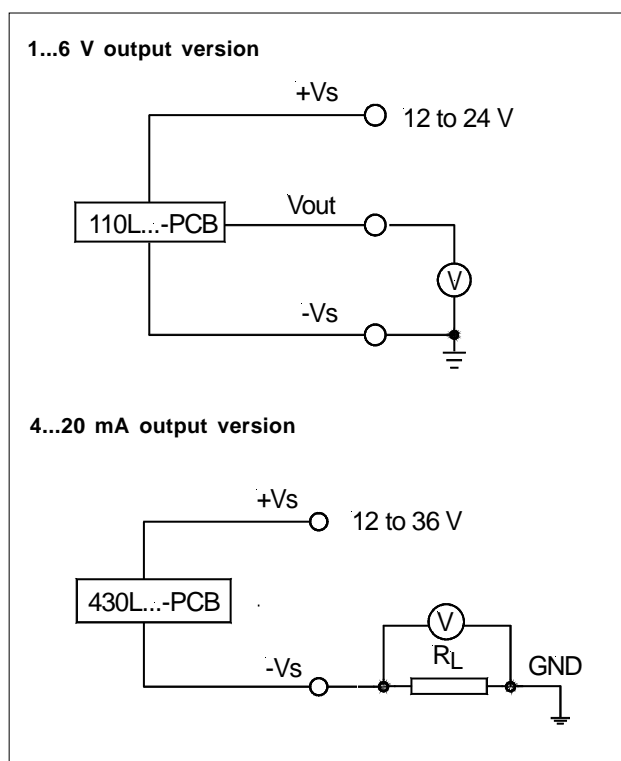 1...6 V output version
+Vs
12 to 24 V
110L...-PCB
Vout
V
-Vs
4...20 mA output version
+Vs
12 to 36 V
430L...-PCB
V
RL
GND
-Vs